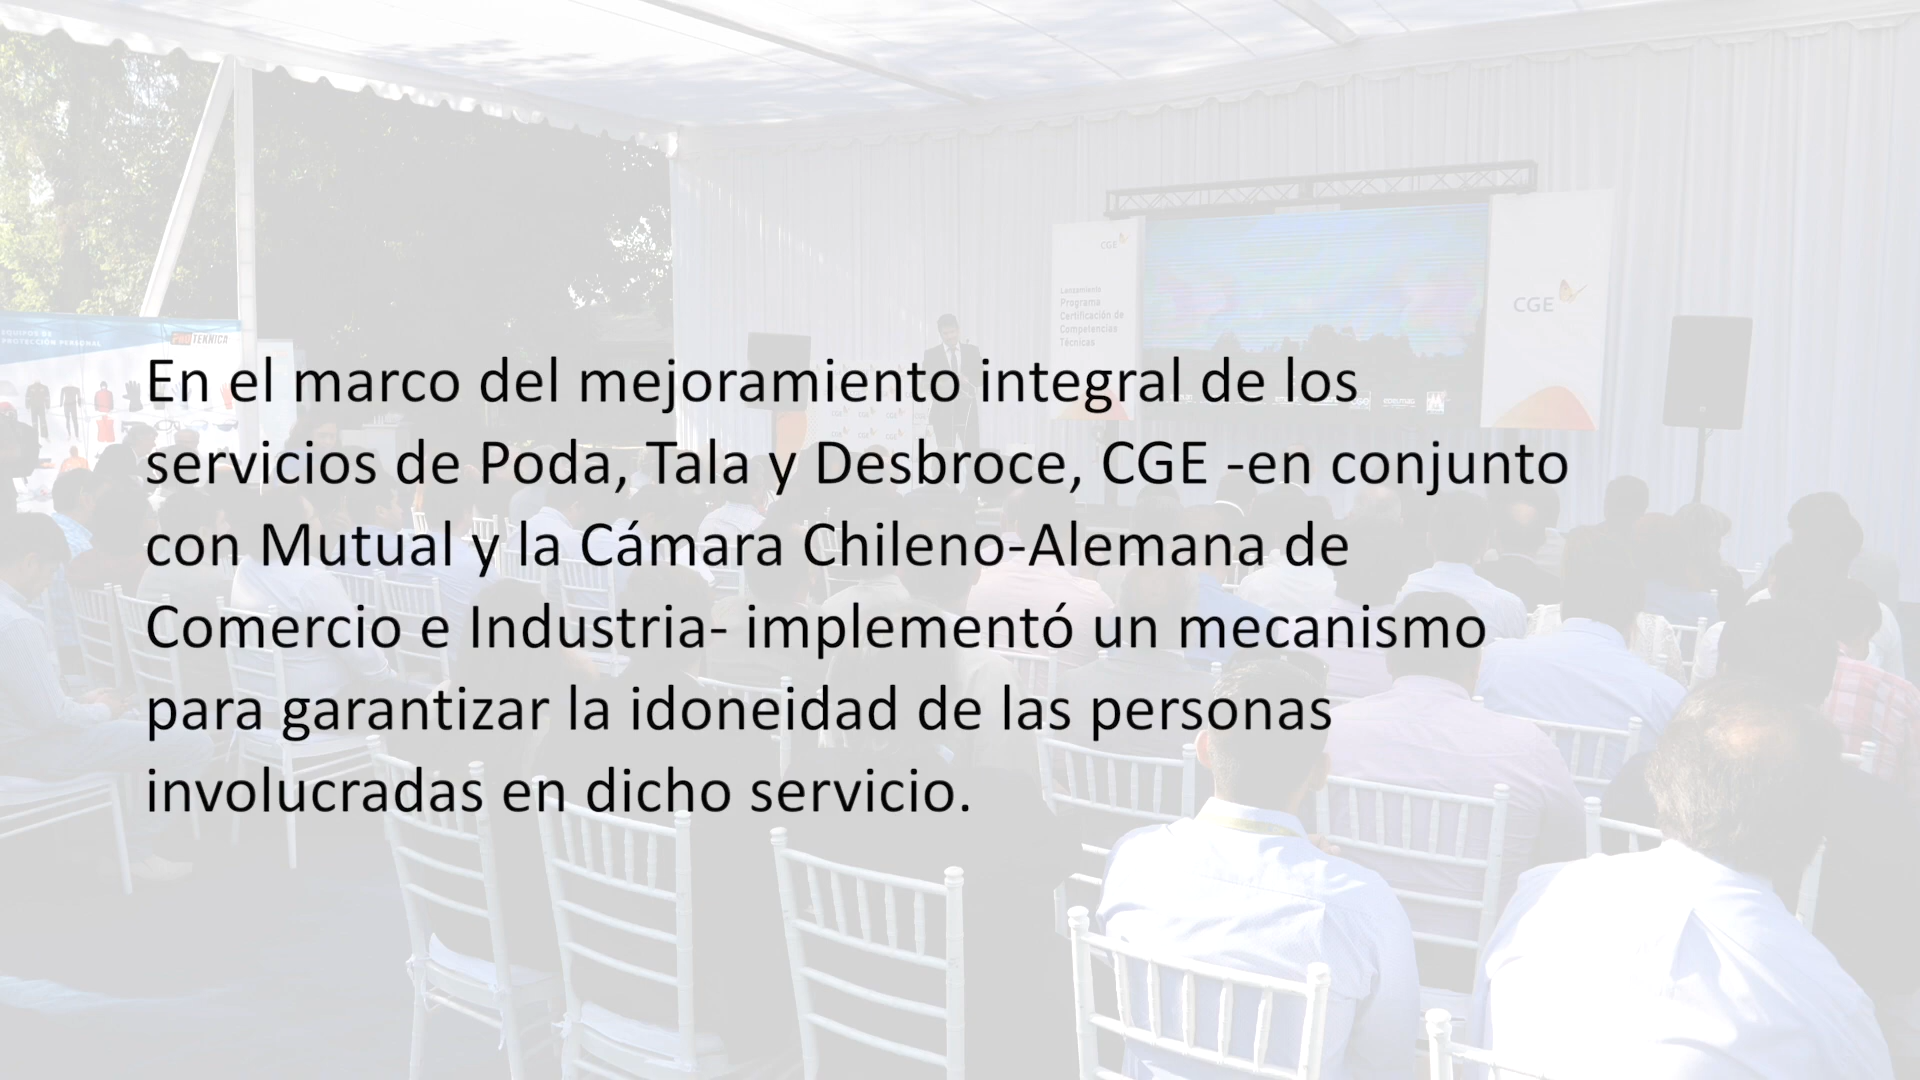 EQUIPOS DE
PROTECCIÓN PERSONAL
PROTEKNICA
CGE
Lanzamiento
Programa
Certificación de
Competencias
Técnicas
CGE
En el marco del mejoramiento integral de los
servicios de Poda, Tala y Desbroce, CGE -en conjunto
con Mutual y la Cámara Chileno-Alemana de
Comercio e Industria- implementó un mecanismo
para garantizar la idoneidad de las personas
involucradas en dicho servicio.